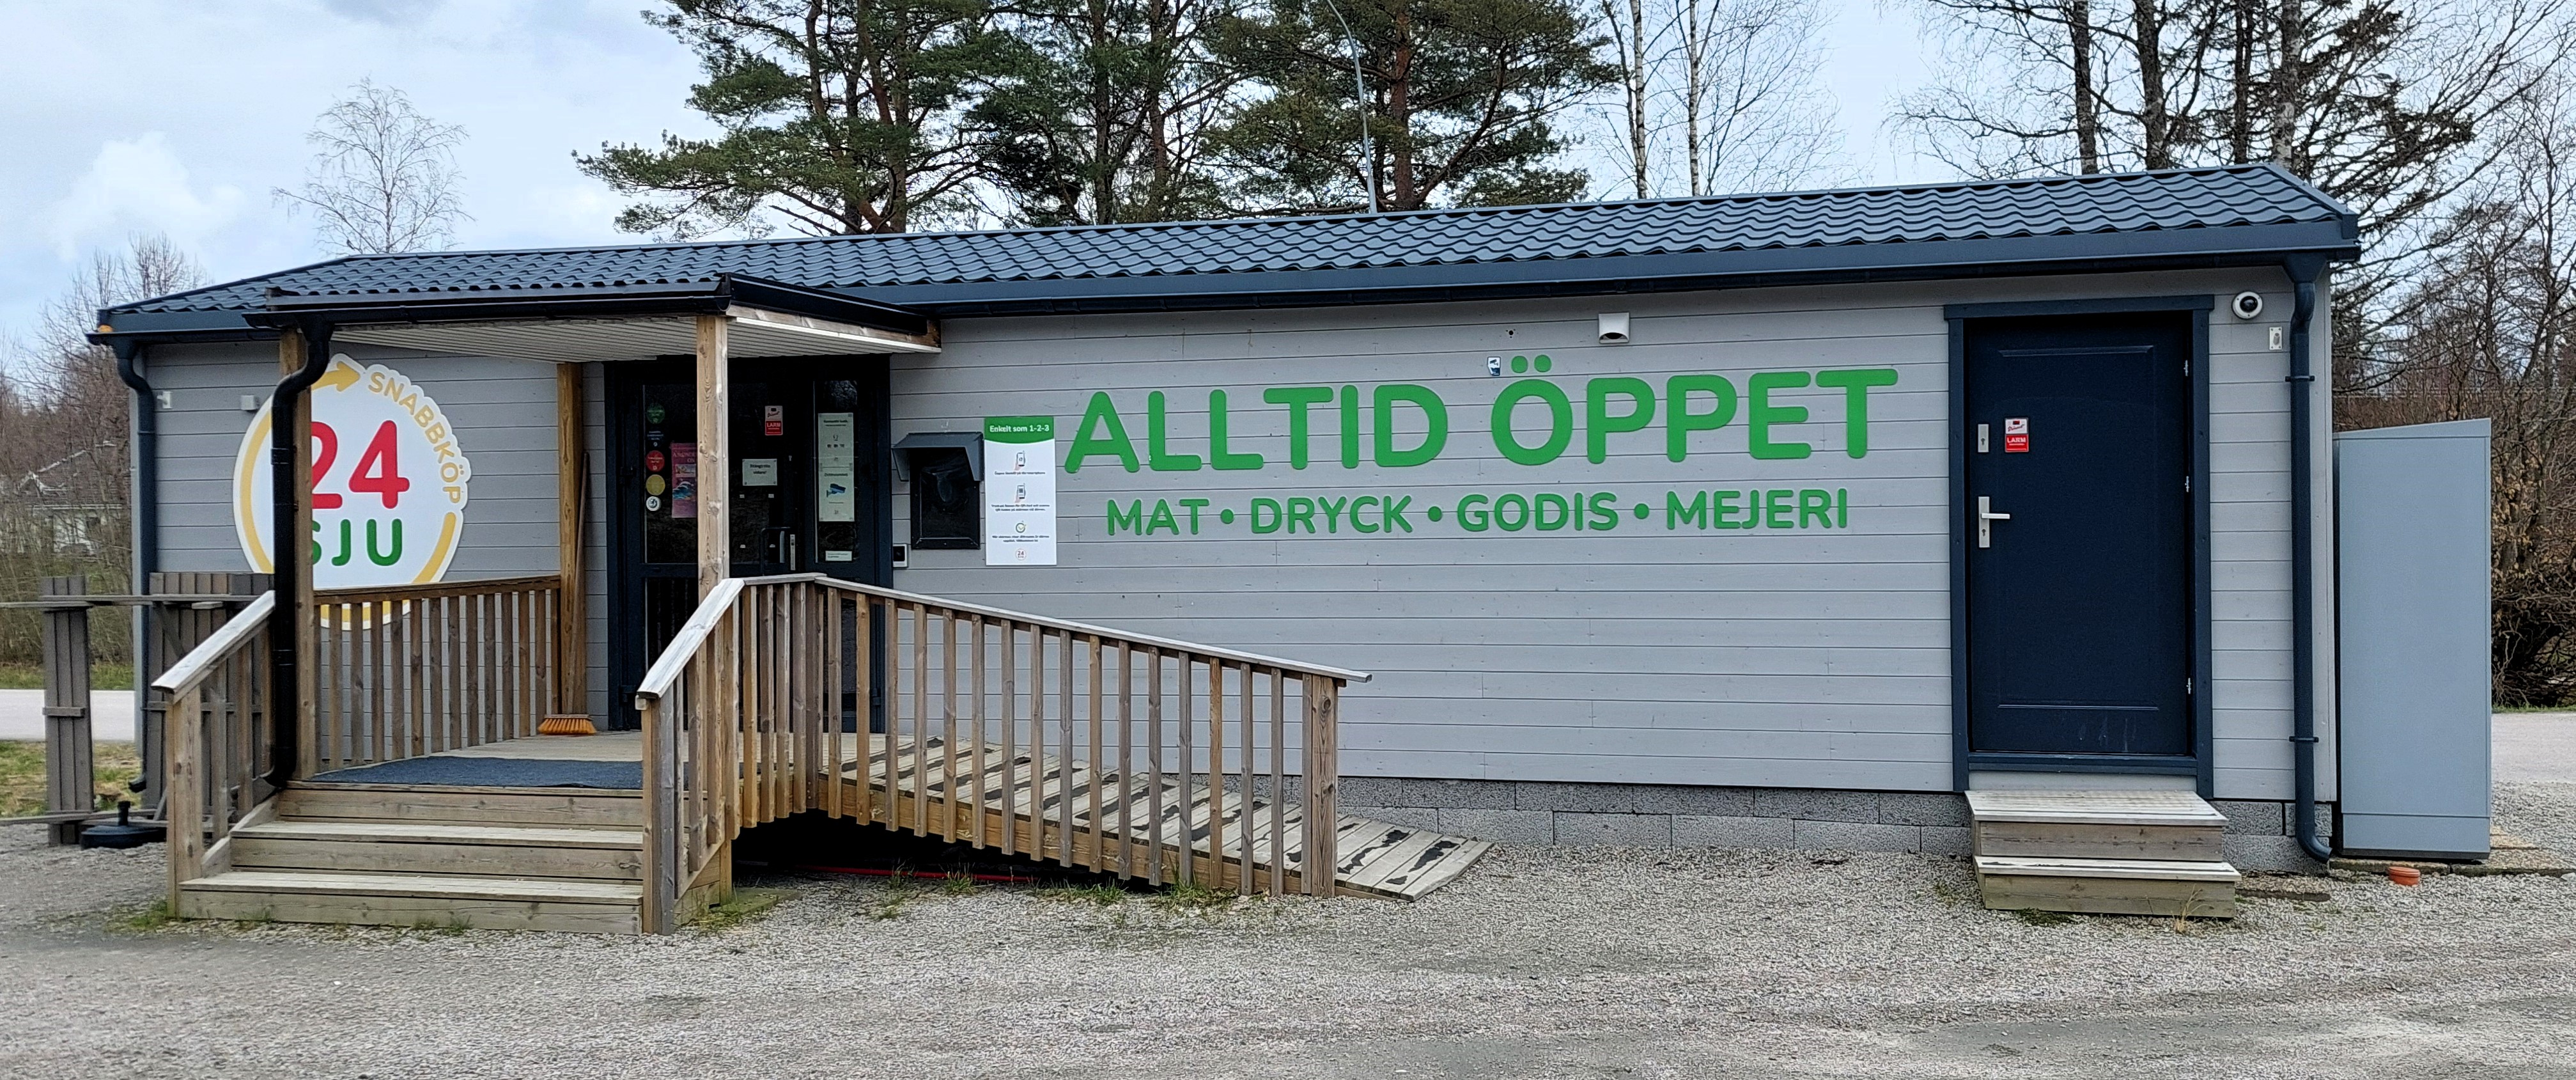 SNABBKÖP
24
SJU
Enkelt som 1-2-3
ALLTID ÖPPET
MAT • DRYCK • GODIS • MEJERI
LARM
LARM